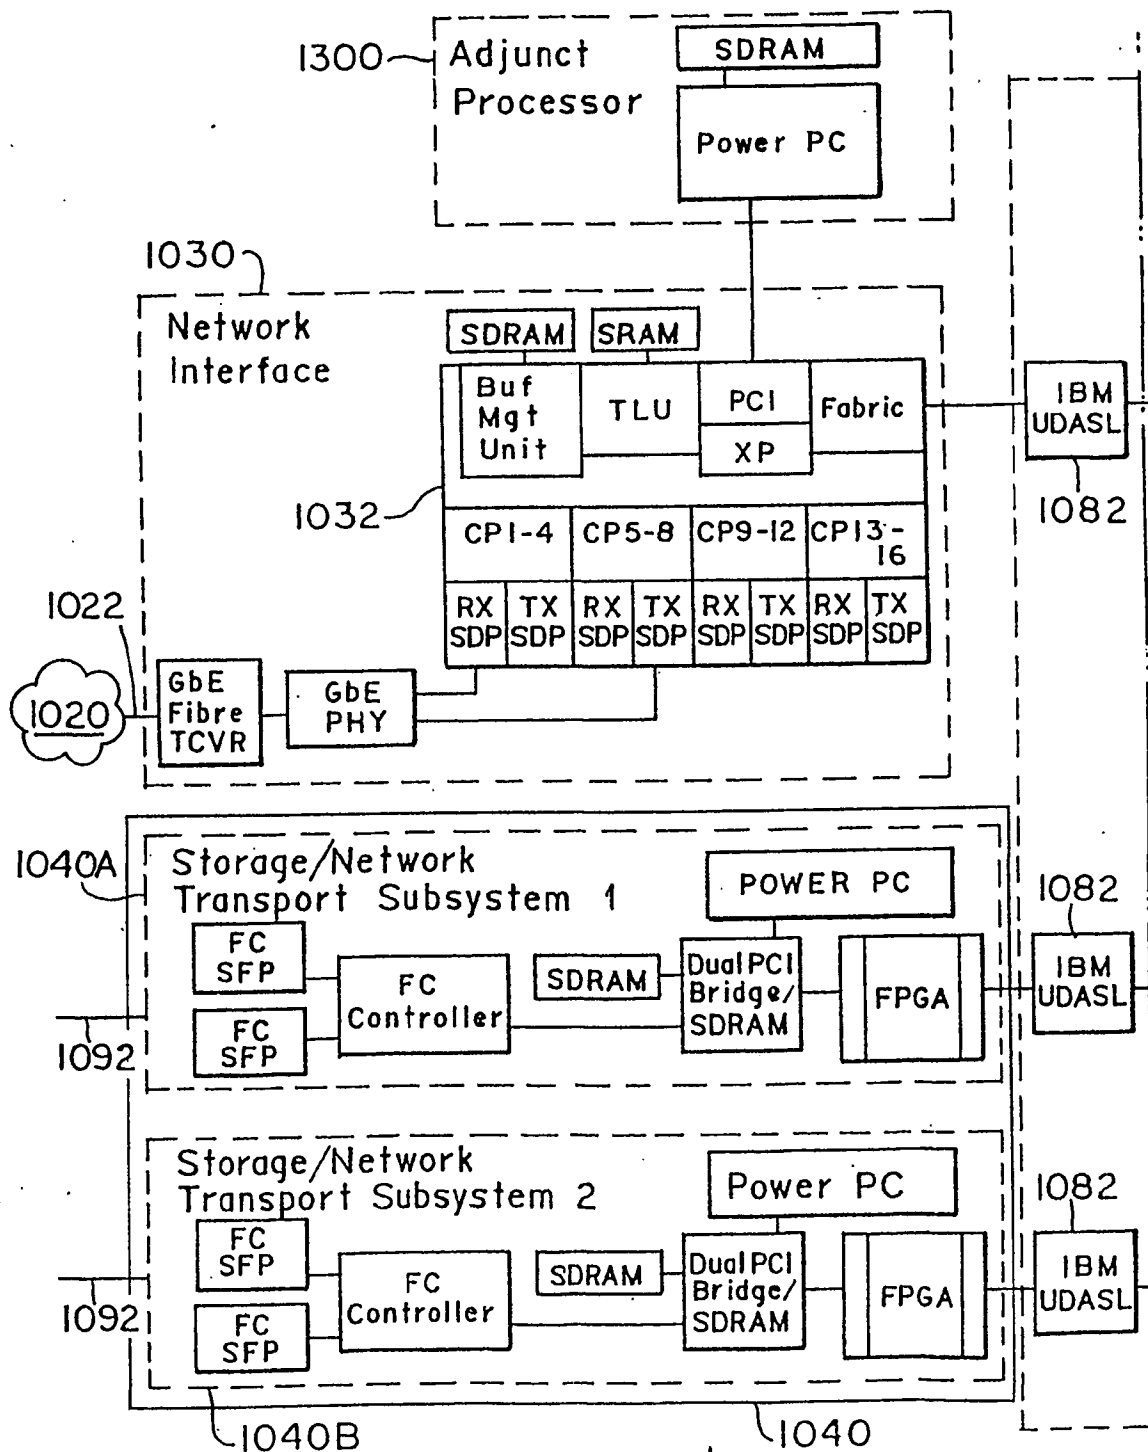 1300
Adjunct
Processor
SDRAM
Power PC
1030
Network
Interface
SDRAM
SRAM
Buf
Mgt
Unit
TLU
PCI
XP
Fabric
IBM
UDASL
1082
1032
CP1-4
CP5-8
CP9-12
CP13-
16
RX
SDP
TX
SDP
RX
SDP
TX
SDP
RX
SDP
TX
SDP
RX
SDP
TX
SDP
1022
1020
GbE
Fibre
TCVR
GbE
PHY
1040A
Storage/Network
Transport Subsystem 1
POWER PC
1082
FC
SFP
FC
SFP
FC
Controller
SDRAM
Dual PCI
Bridge/
SDRAM
FPGA
IBM
UDASL
1092
Storage/Network
Transport Subsystem 2
Power PC
1082
FC
SFP
FC
SFP
FC
Controller
SDRAM
Dual PCI
Bridge/
SDRAM
FPGA
IBM
UDASL
1092
1040B
1040